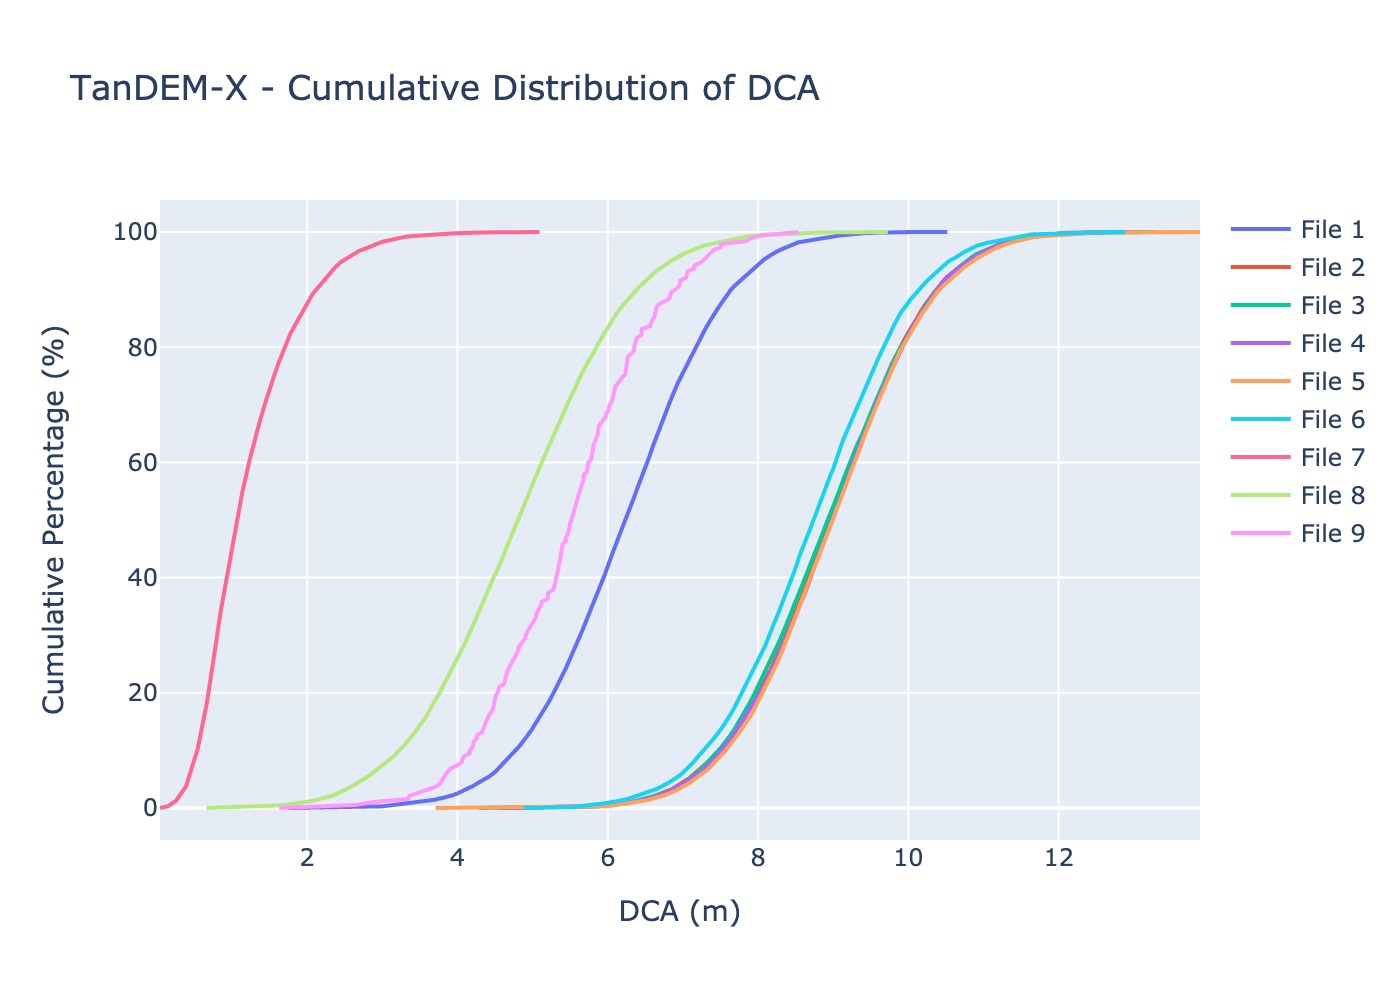 TanDEM-X - Cumulative Distribution of DCA
Cumulative Percentage (%)
100
80
60
40
20
0
2
4
6
8
10
12
DCA (m)
File 1
File 2
File 3
File 4
File 5
File 6
File 7
File 8
File 9